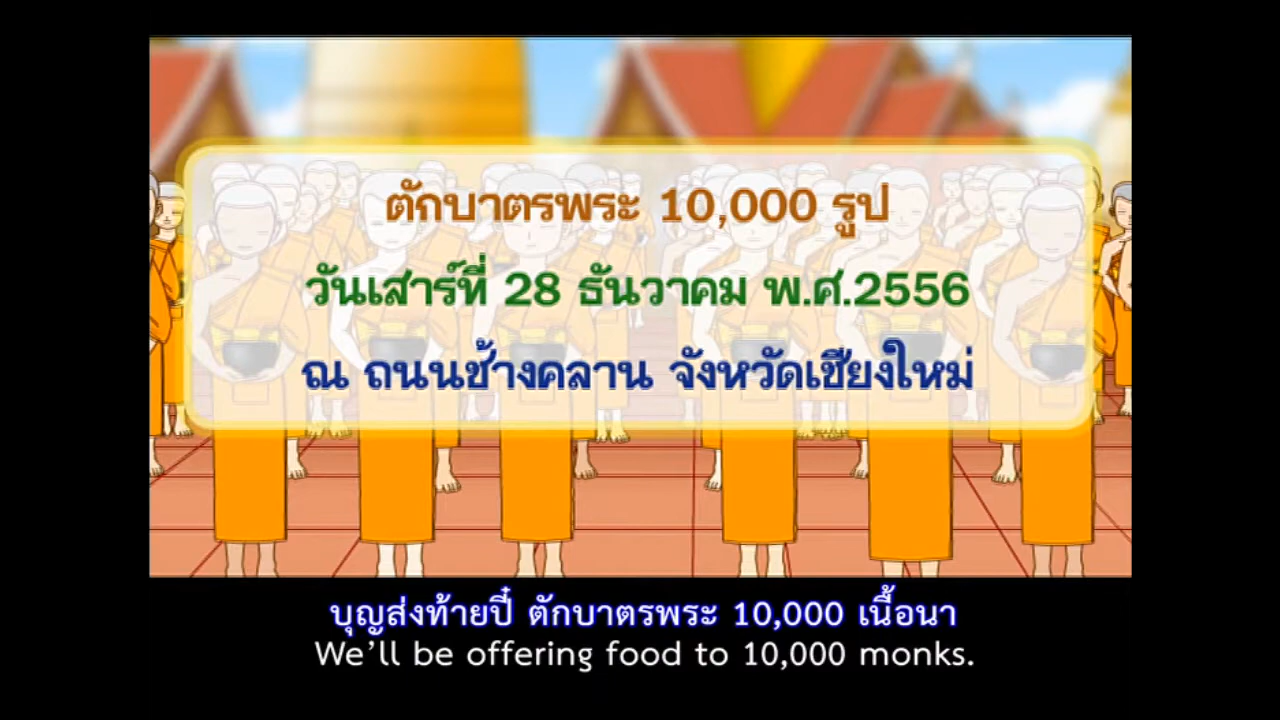 ตักบาตรพระ 10,000 รูป
วันเสาร์ที่ 28 ธันวาคม พ.ศ.2556
ณ ถนนช้างคลาน จังหวัดเชียงใหม่
บุญส่งท้ายปี๋ ตักบาตรพระ 10,000 เนื้อนา
We’ll be offering food to 10,000 monks.